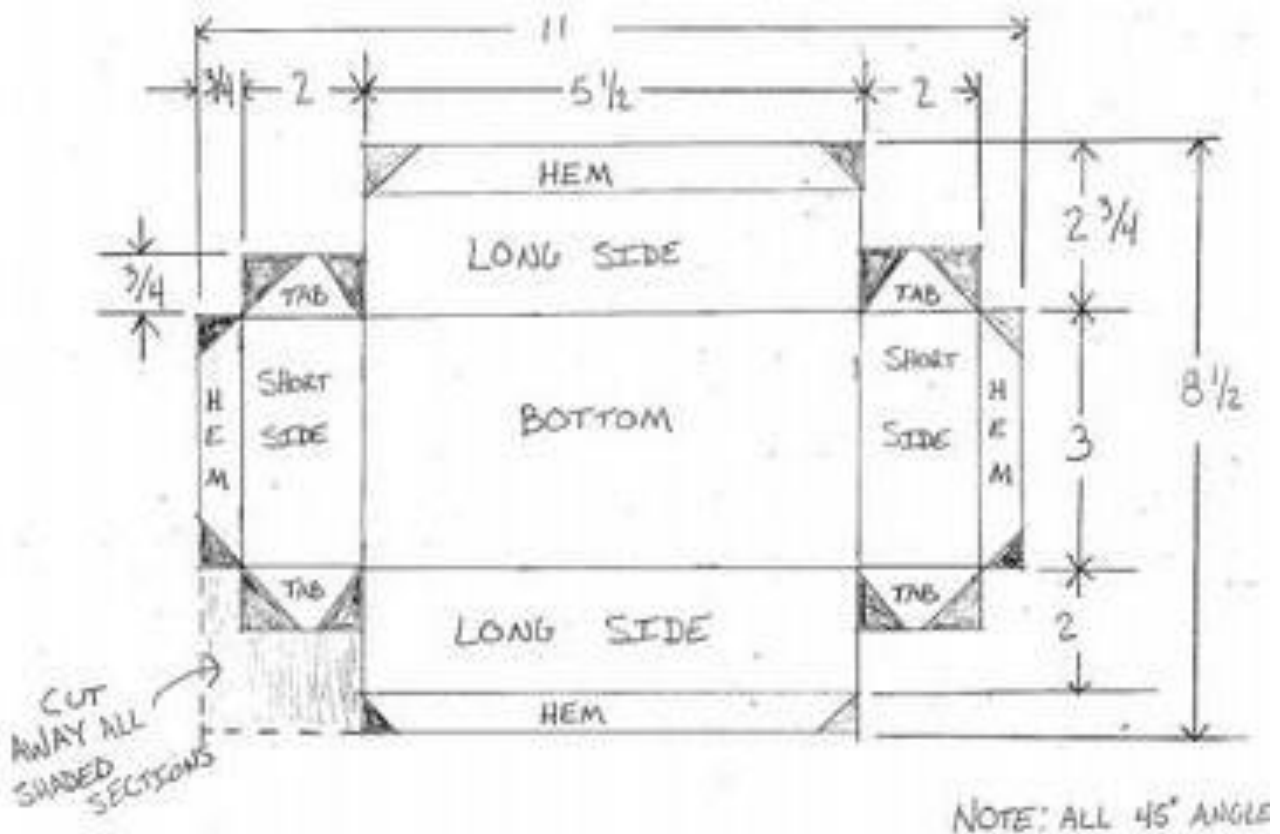 11
3/4
2
5 1/2
2
HEM
LONG SIDE
2 3/4
8 1/2
3/4
TAB
TAB
HEM
SHORT
SIDE
BOTTOM
SHORT
SIDE
HEM
3
TAB
TAB
LONG SIDE
2
HEM
CUT
AWAY ALL
SHADED
SECTIONS
NOTE: ALL 45° ANGLE